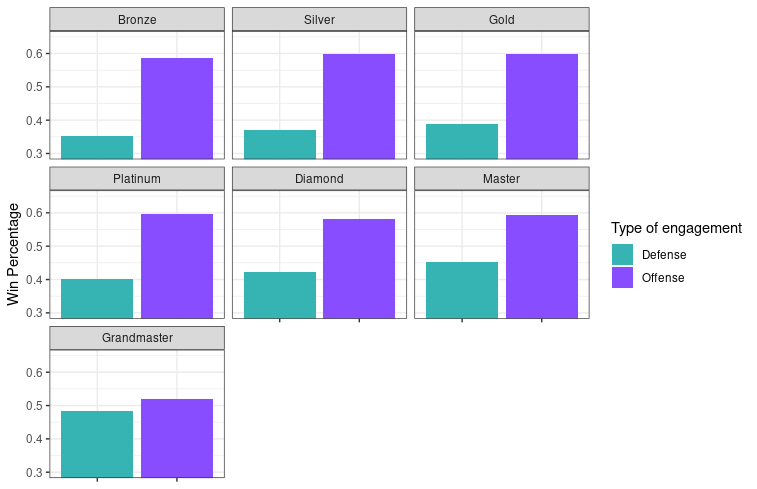 Bronze Silver Gold
0.6
0.5
0.4
0.3
Platinum Diamond Master
0.6
0.5
0.4
0.3
Grandmaster
0.6
0.5
0.4
0.3
Win Percentage
Type of engagement
Defense
Offense